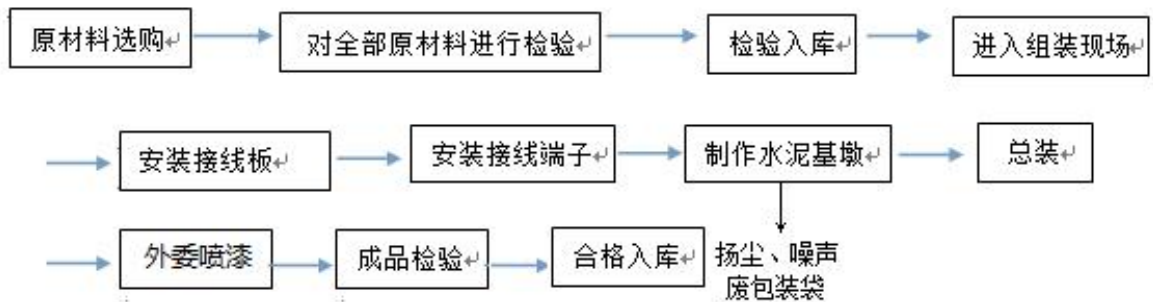 原材料选购
对全部原材料进行检验
检验入库
进入组装现场
安装接线板
安装接线端子
制作水泥基墩
总装
外委喷漆
成品检验
合格入库
扬尘、噪声
废包装袋